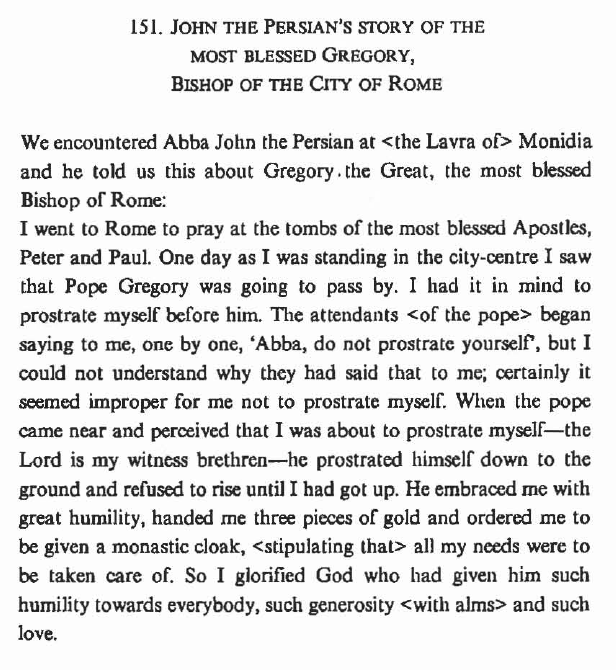 151. JOHN THE PERSIAN'S STORY OF THE
MOST BLESSED GREGORY,
BISHOP OF THE CITY OF ROME
We encountered Abba John the Persian at <the Lavra of> Monidia
and he told us this about Gregory.the Great, the most blessed
Bishop of Rome:
I went to Rome to pray at the tombs of the most blessed Apostles,
Peter and Paul. One day as I was standing in the city-centre I saw
that Pope Gregory was going to pass by. I had it in mind to
prostrate myself before him. The attendants <of the pope> began
saying to me, one by one, ‘Abba, do not prostrate yourself’, but I
could not understand why they had said that to me; certainly it
seemed improper for me not to prostrate myself. When the pope
came near and perceived that I was about to prostrate myself—the
Lord is my witness brethren—he prostrated himself down to the
ground and refused to rise until I had got up. He embraced me with
great humility, handed me three pieces of gold and ordered me to
be given a monastic cloak, <stipulating that> all my needs were to
be taken care of. So I glorified God who had given him such
humility towards everybody, such generosity <with alms> and such
love.